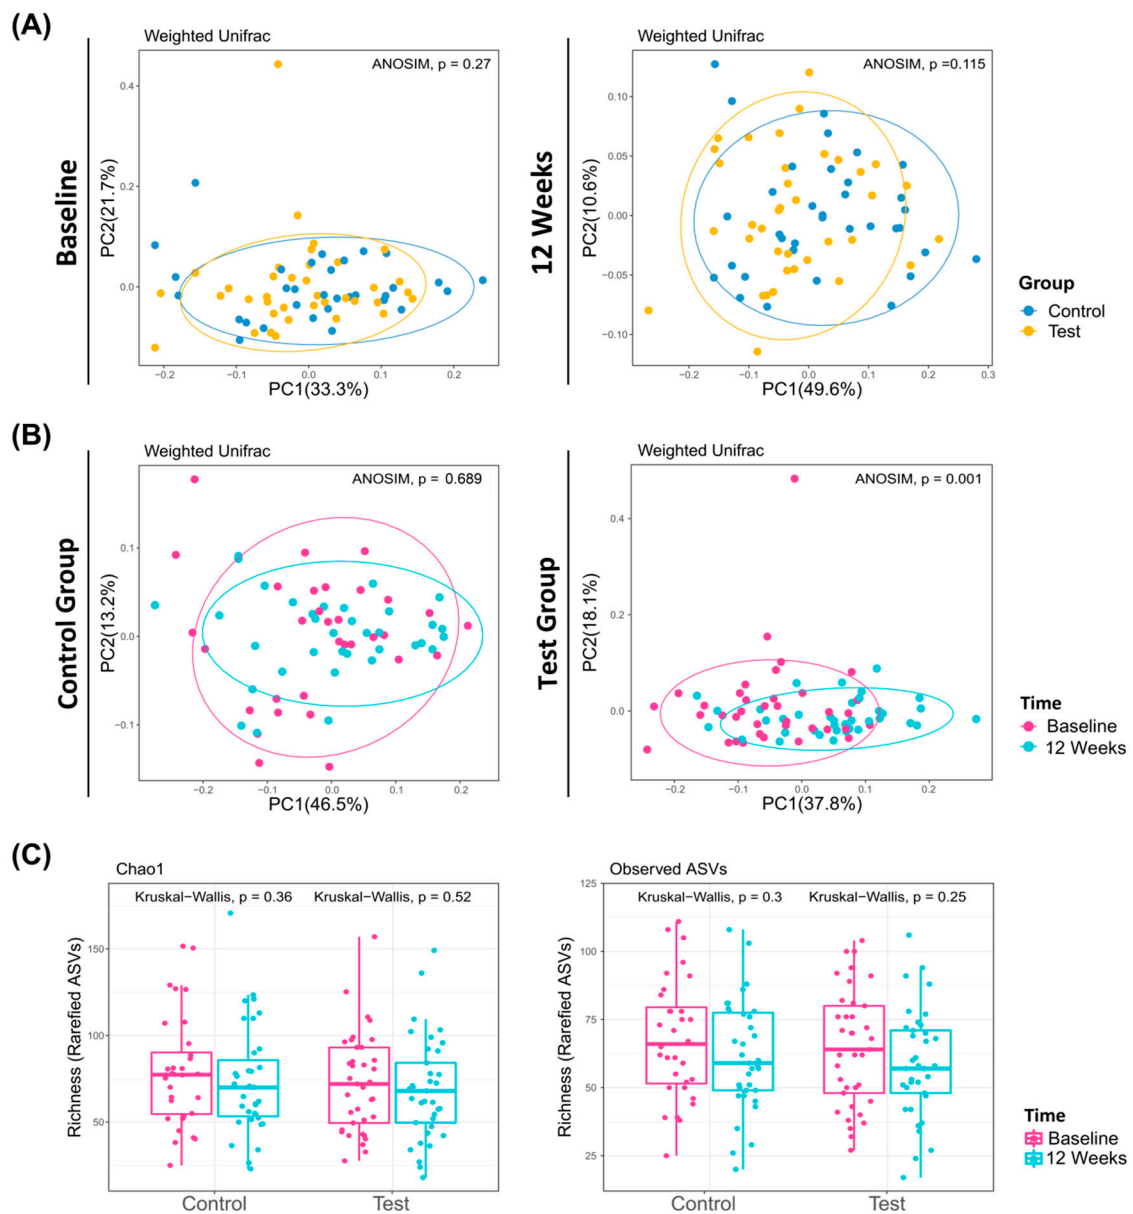 (A)
Baseline
Weighted Unifrac
ANOSIM, p = 0.27
PC2(21.7%)
0.4
0.2
0.0
−0.2
−0.1
0.0
0.1
0.2
PC1(33.3%)
12 Weeks
Weighted Unifrac
ANOSIM, p =0.115
PC2(10.6%)
0.10
0.05
0.00
−0.05
−0.10
−0.2
−0.1
0.0
0.1
0.2
0.3
PC1(49.6%)
Group
Control
Test
(B)
Control Group
Weighted Unifrac
ANOSIM, p = 0.689
PC2(13.2%)
0.1
0.0
−0.1
−0.2
−0.1
0.0
0.1
0.2
PC1(46.5%)
Test Group
Weighted Unifrac
ANOSIM, p = 0.001
PC2(18.1%)
0.4
0.2
0.0
−0.2
−0.1
0.0
0.1
0.2
PC1(37.8%)
Time
Baseline
12 Weeks
(C)
Chao1
Kruskal−Wallis, p = 0.36
Kruskal−Wallis, p = 0.52
Richness (Rarefied ASVs)
150
100
50
Control
Test
Observed ASVs
Kruskal−Wallis, p = 0.3
Kruskal−Wallis, p = 0.25
Richness (Rarefied ASVs)
125
100
75
50
25
Control
Test
Time
Baseline
12 Weeks